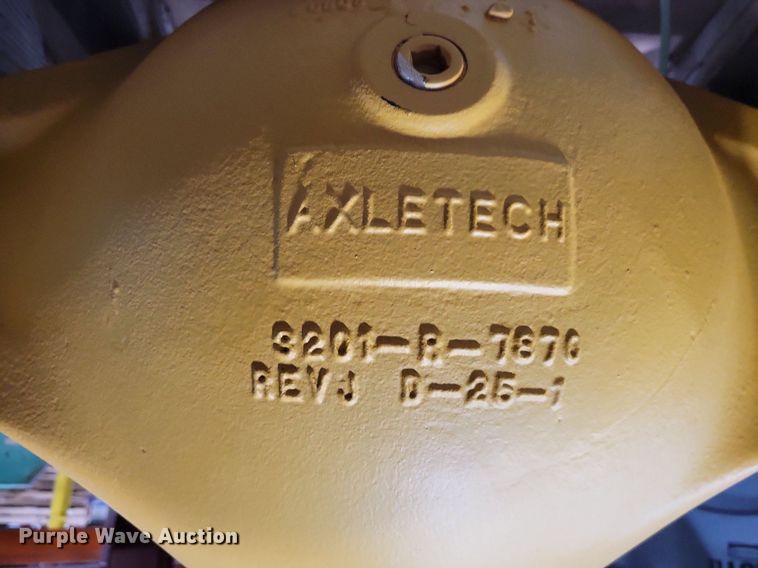 AXLETECH
3201-R-7870
REVJ D-25-1
Purple Wave Auction